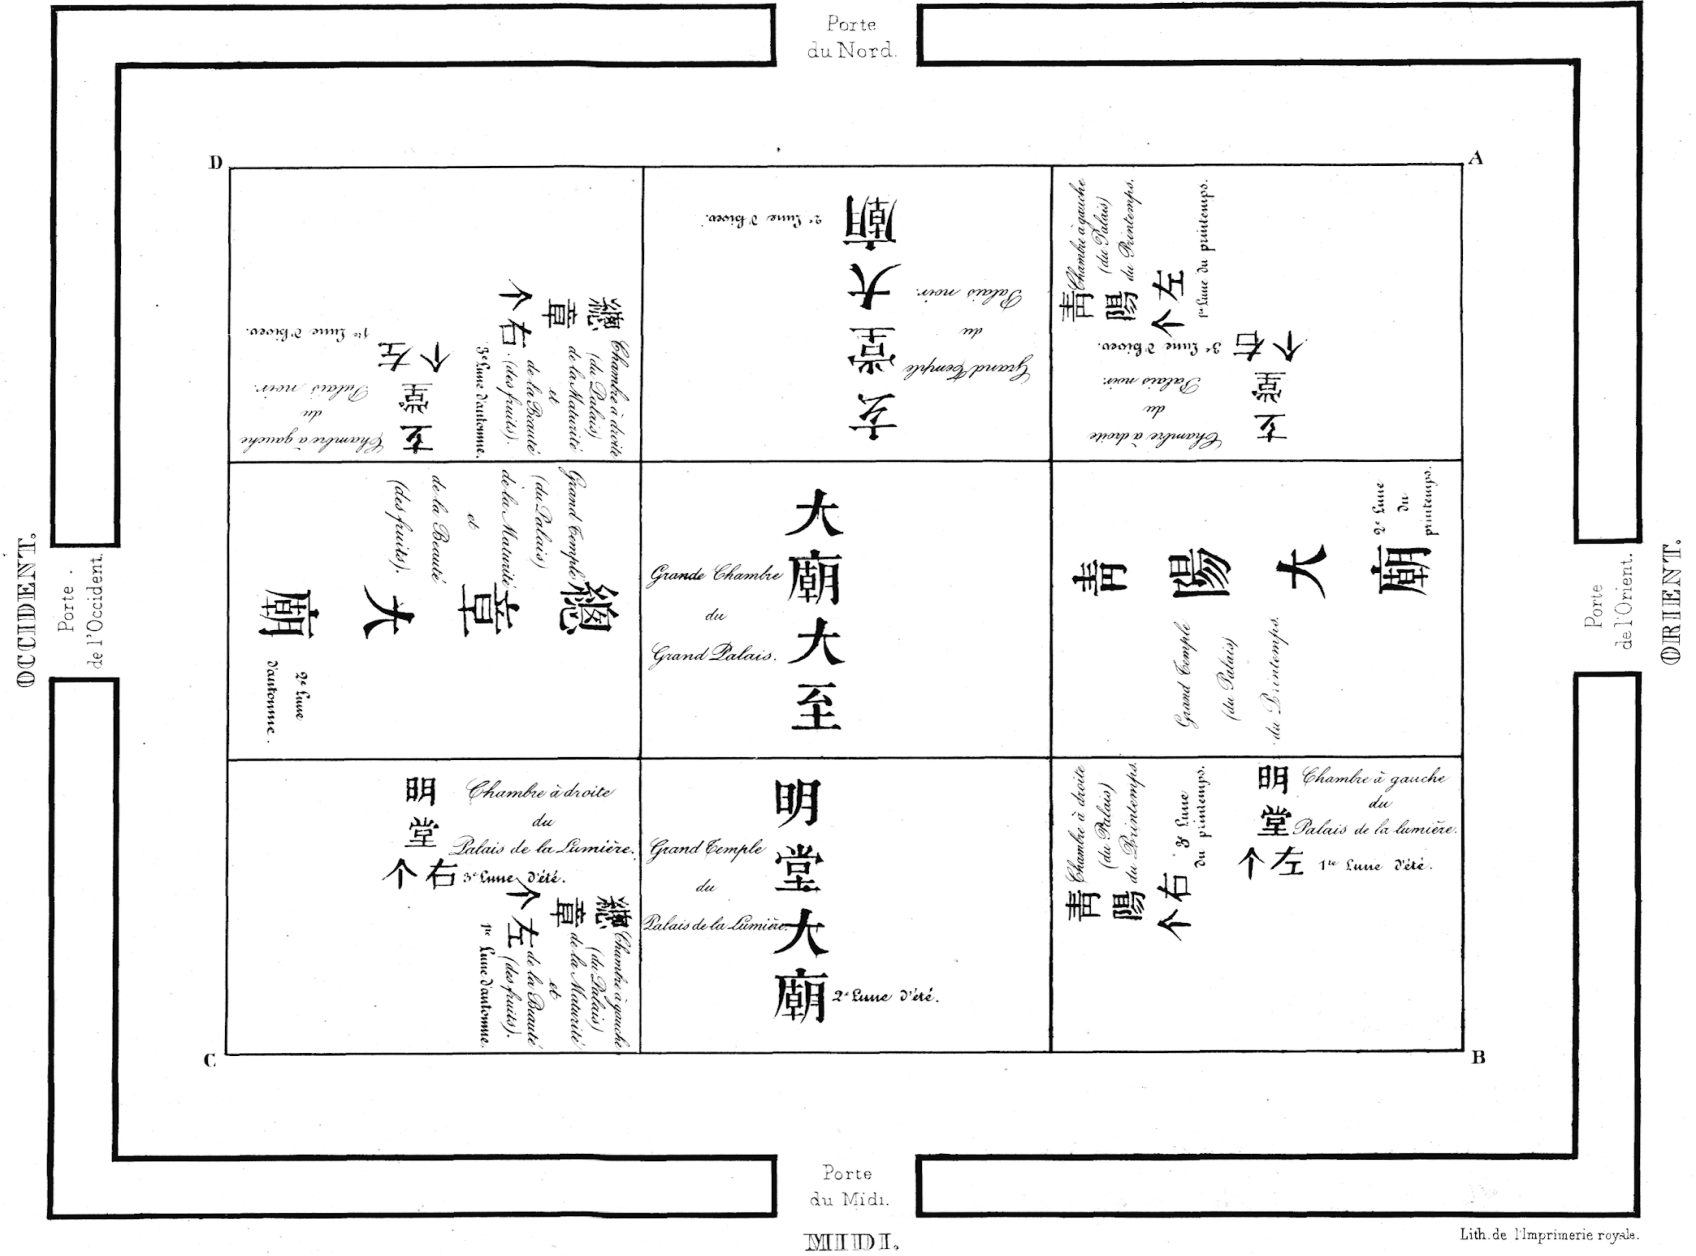 Porte
du Nord.
D
A
總章
右个
Chambre à droite
(du Palais)
de la Maturité
et
de la Beauté
(des fruits).
3e Lune d'automne.
玄堂
左个
Chambre à gauche
du
Palais noir.
1re Lune d'hiver.
玄堂大廟
Grand Temple
du
Palais noir.
2e Lune d'hiver.
青陽
左个
Chambre à gauche
(du Palais)
du Printemps.
1re Lune du printemps.
玄堂
右个
Chambre à droite
du
Palais noir.
3e Lune d'hiver.
OCCIDENT.
Porte
de l'Occident.
總章大廟
Grand Temple
(du Palais)
de la Maturité
et
de la Beauté
(des fruits).
2e Lune
d'automne.
大廟大至
Grande Chambre
du
Grand Palais.
青陽大廟
Grand Temple
(du Palais)
du Printemps.
2e Lune
du
printemps.
Porte
de l'Orient.
ORIENT.
明堂
右个
Chambre à droite
du
Palais de la Lumière.
3e Lune d'été.
總章
左个
Chambre à gauche
(du Palais)
de la Maturité
et
de la Beauté
(des fruits).
1re Lune d'automne.
明堂大廟
Grand Temple
du
Palais de la Lumière.
2e Lune d'été.
青陽
右个
Chambre à droite
(du Palais)
du Printemps.
3e Lune
du printemps.
明堂
左个
Chambre à gauche
du
Palais de la lumière.
1re Lune d'été.
C
B
Porte
du Midi.
MIDI.
Lith. de l'Imprimerie royale.